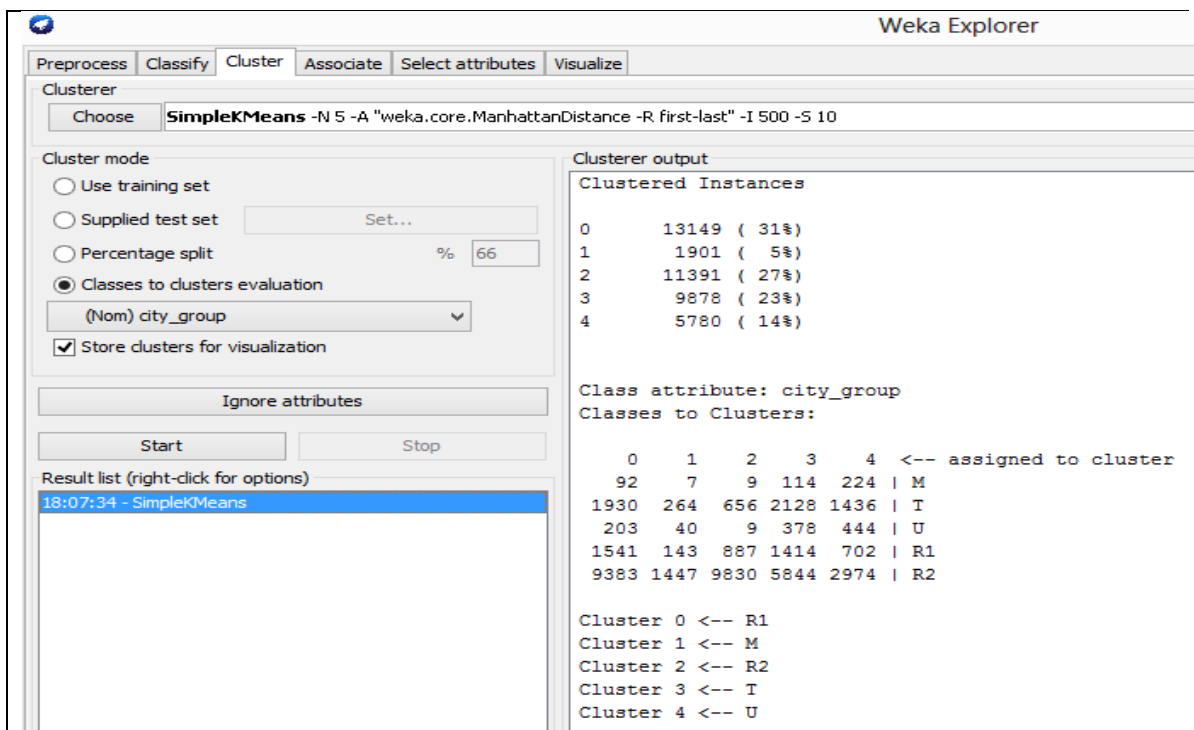 Weka Explorer
Preprocess Classify Cluster Associate Select attributes Visualize
Clusterer
Choose SimpleKMeans -N 5 -A "weka.core.ManhattanDistance -R first-last" -I 500 -S 10
Cluster mode
Use training set
Supplied test set Set...
Percentage split % 66
Classes to clusters evaluation
(Nom) city_group
Store clusters for visualization
Ignore attributes
Start Stop
Result list (right-click for options)
18:07:34 - SimpleKMeans
Clusterer output
Clustered Instances
0 13149 ( 31%)
1 1901 ( 5%)
2 11391 ( 27%)
3 9878 ( 23%)
4 5780 ( 14%)
Class attribute: city_group
Classes to Clusters:
0 1 2 3 4 <-- assigned to cluster
92 7 9 114 224 | M
1930 264 656 2128 1436 | T
203 40 9 378 444 | U
1541 143 887 1414 702 | R1
9383 1447 9830 5844 2974 | R2
Cluster 0 <-- R1
Cluster 1 <-- M
Cluster 2 <-- R2
Cluster 3 <-- T
Cluster 4 <-- U